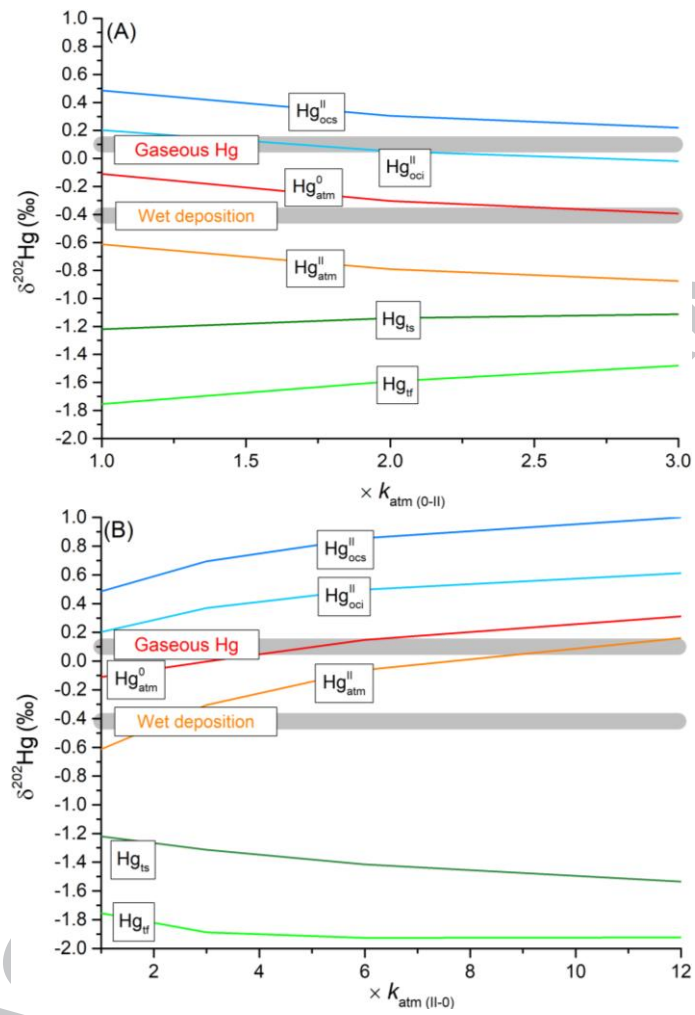 (A)
1.0
0.8
0.6
0.4
0.2
0.0
-0.2
-0.4
-0.6
-0.8
-1.0
-1.2
-1.4
-1.6
-1.8
-2.0
δ²⁰²Hg (‰)
Hg^II_ocs
Gaseous Hg
Hg^II_oci
Hg^0_atm
Wet deposition
Hg^II_atm
Hg_ts
Hg_tf
1.0 1.5 2.0 2.5 3.0
× k_atm (0-II)
(B)
1.0
0.8
0.6
0.4
0.2
0.0
-0.2
-0.4
-0.6
-0.8
-1.0
-1.2
-1.4
-1.6
-1.8
-2.0
δ²⁰²Hg (‰)
Hg^II_ocs
Hg^II_oci
Gaseous Hg
Hg^0_atm
Hg^II_atm
Wet deposition
Hg_ts
Hg_tf
2 4 6 8 10 12
× k_atm (II-0)